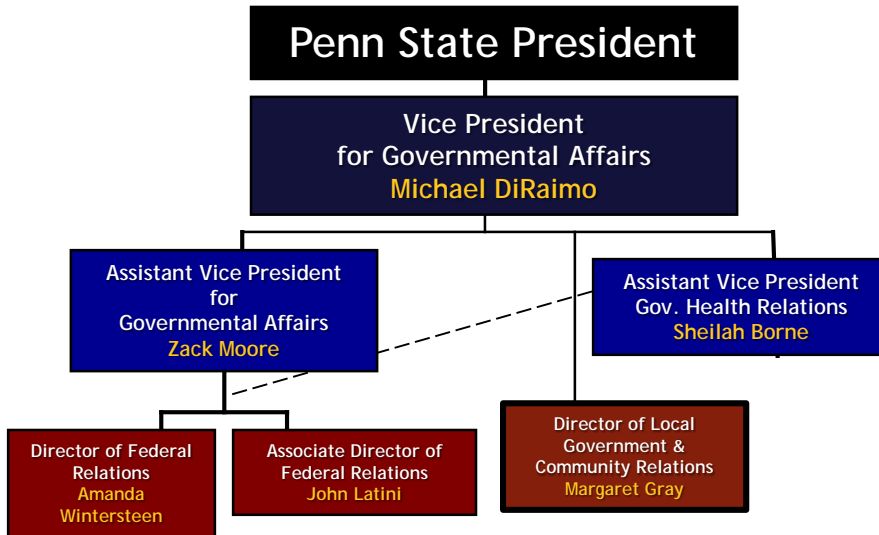 Penn State President
Vice President
for Governmental Affairs
Michael DiRaimo
Assistant Vice President
for
Governmental Affairs
Zack Moore
Assistant Vice President
Gov. Health Relations
Sheilah Borne
Director of Federal
Relations
Amanda
Wintersteen
Associate Director of
Federal Relations
John Latini
Director of Local
Government &
Community Relations
Margaret Gray